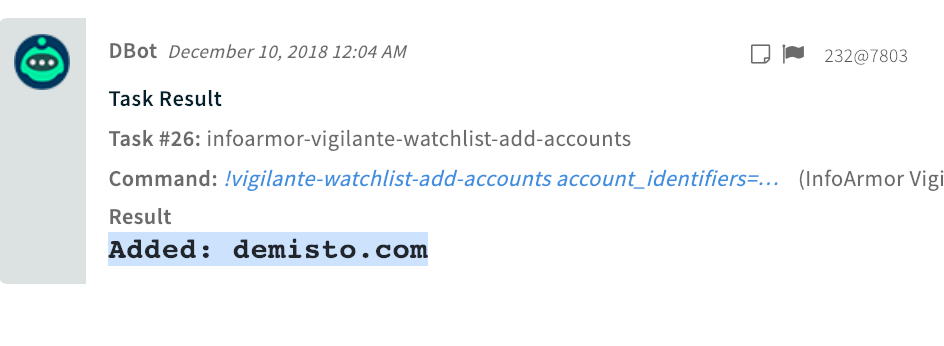 DBot December 10, 2018 12:04 AM 232@7803
Task Result
Task #26: infoarmor-vigilante-watchlist-add-accounts
Command: !vigilante-watchlist-add-accounts account_identifiers=... (InfoArmor Vigi
Result
Added: demisto.com